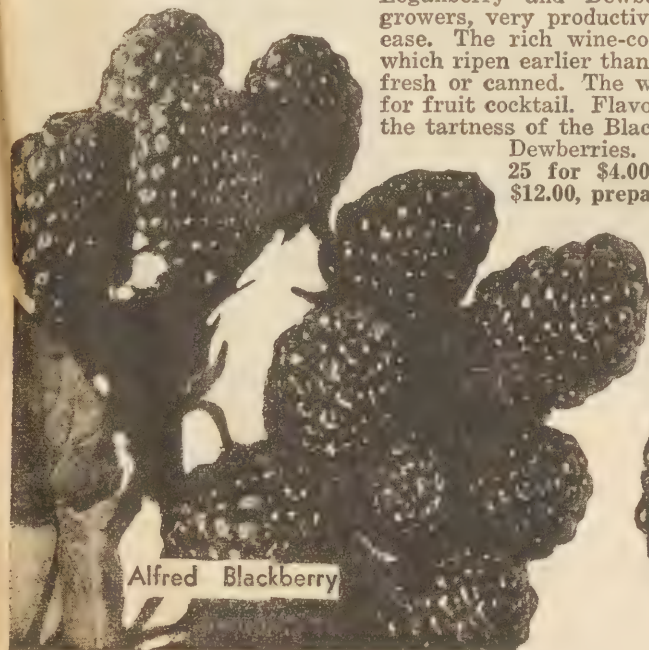 growers, very productiv
ease. The rich wine-co
which ripen earlier than
fresh or canned. The w
for fruit cocktail. Flavo
the tartness of the Blac
Dewberries.
25 for $4.00
$12.00, prepa
Alfred Blackberry